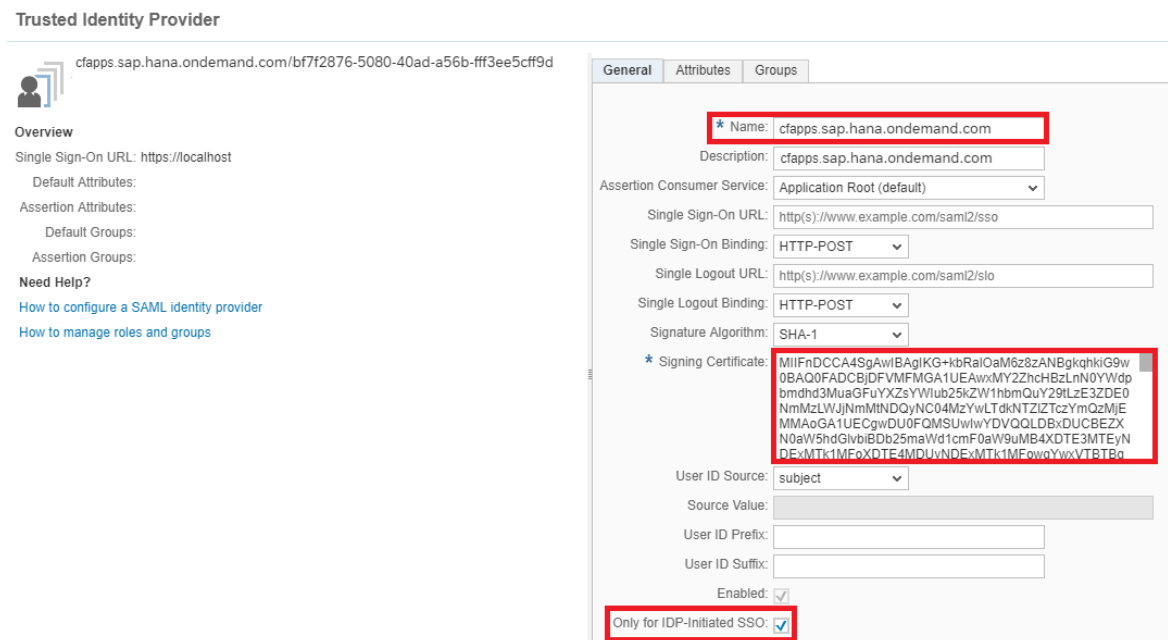 Trusted Identity Provider
cfapps.sap.hana.ondemand.com/bf7f2876-5080-40ad-a56b-fff3ee5cff9d
Overview
Single Sign-On URL: https://localhost
Default Attributes:
Assertion Attributes:
Default Groups:
Assertion Groups:
Need Help?
How to configure a SAML identity provider
How to manage roles and groups
General Attributes Groups
* Name: cfapps.sap.hana.ondemand.com
Description: cfapps.sap.hana.ondemand.com
Assertion Consumer Service: Application Root (default)
Single Sign-On URL: http(s)://www.example.com/saml2/sso
Single Sign-On Binding: HTTP-POST
Single Logout URL: http(s)://www.example.com/saml2/slo
Single Logout Binding: HTTP-POST
Signature Algorithm: SHA-1
* Signing Certificate: MIIFnDCCA4SgAwIBAgIKG+kbRaIOaM6z8zANBgkqhkiG9w
0BAQ0FADCBjDFVMFMGA1UEAwxMY2ZhcHBzLnN0YWdp
bmdhd3MuaGFuYXZsYWIub25kZW1hbmQuY29tLzE3ZDE0
NmMzLWJjNmMtNDQyNC04MzYwLTdkNTZlZTczYmQzMjE
MMAoGA1UECgwDU0FQMSUwIwYDVQQLDBxDUCBEZX
N0aW5hdGlvbiBDb25maWd1cmF0aW9uMB4XDTE3MTEyN
DExMTk1MFoXDTE4MDUyNDExMTk1MFowgYwxVTBTBg
User ID Source: subject
Source Value:
User ID Prefix:
User ID Suffix:
Enabled:
Only for IDP-Initiated SSO: